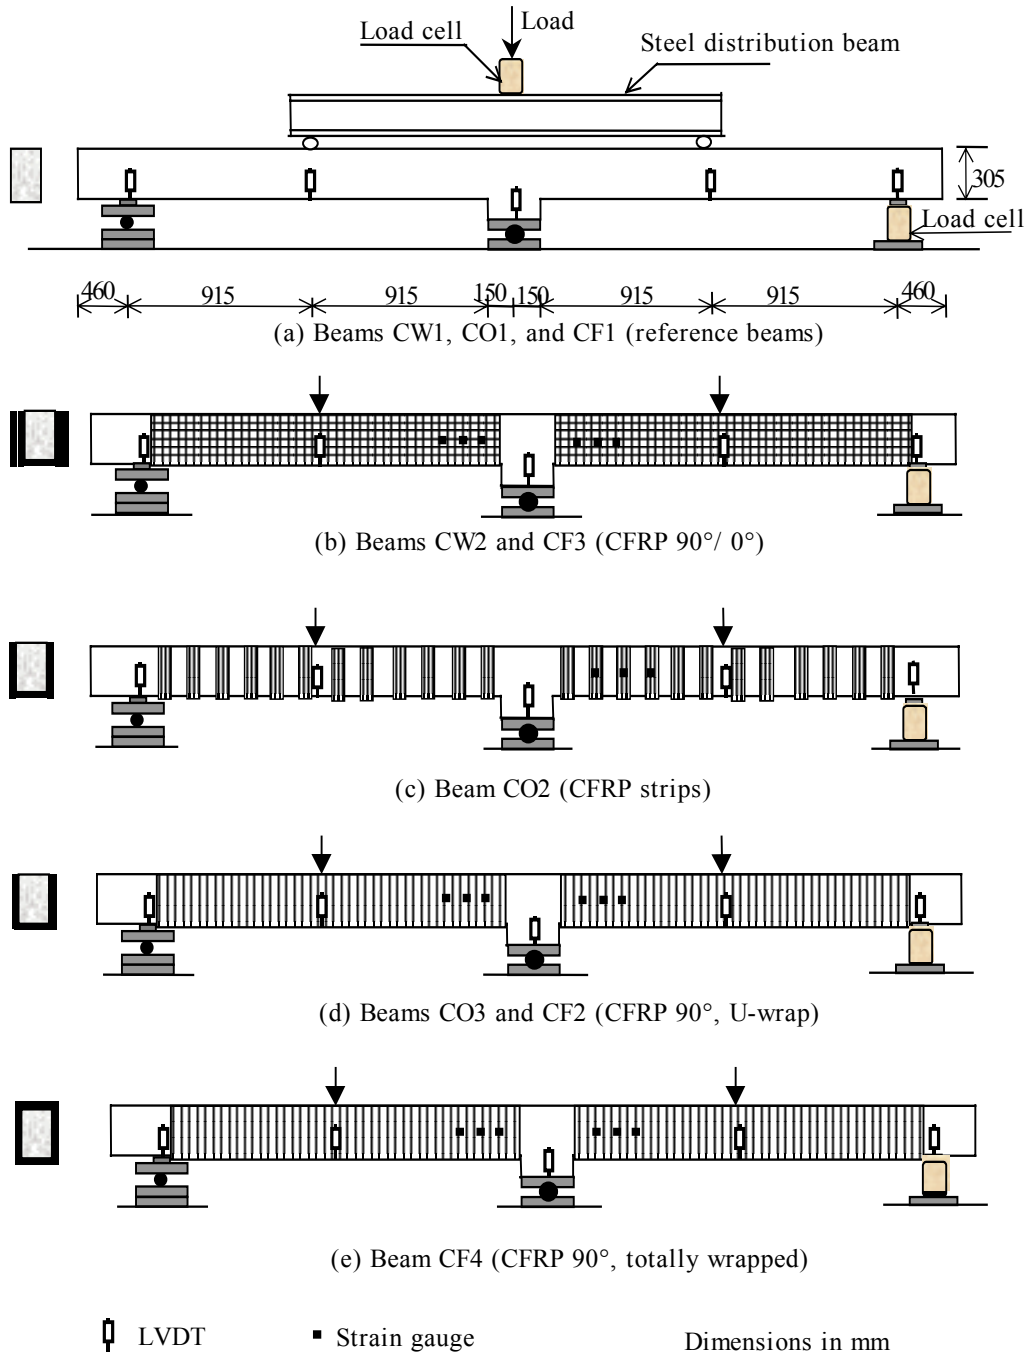 Load
Load cell
Steel distribution beam
305
Load cell
460 915 915 150 150 915 915 460
(a) Beams CW1, CO1, and CF1 (reference beams)
(b) Beams CW2 and CF3 (CFRP 90°/ 0°)
(c) Beam CO2 (CFRP strips)
(d) Beams CO3 and CF2 (CFRP 90°, U-wrap)
(e) Beam CF4 (CFRP 90°, totally wrapped)
LVDT Strain gauge Dimensions in mm